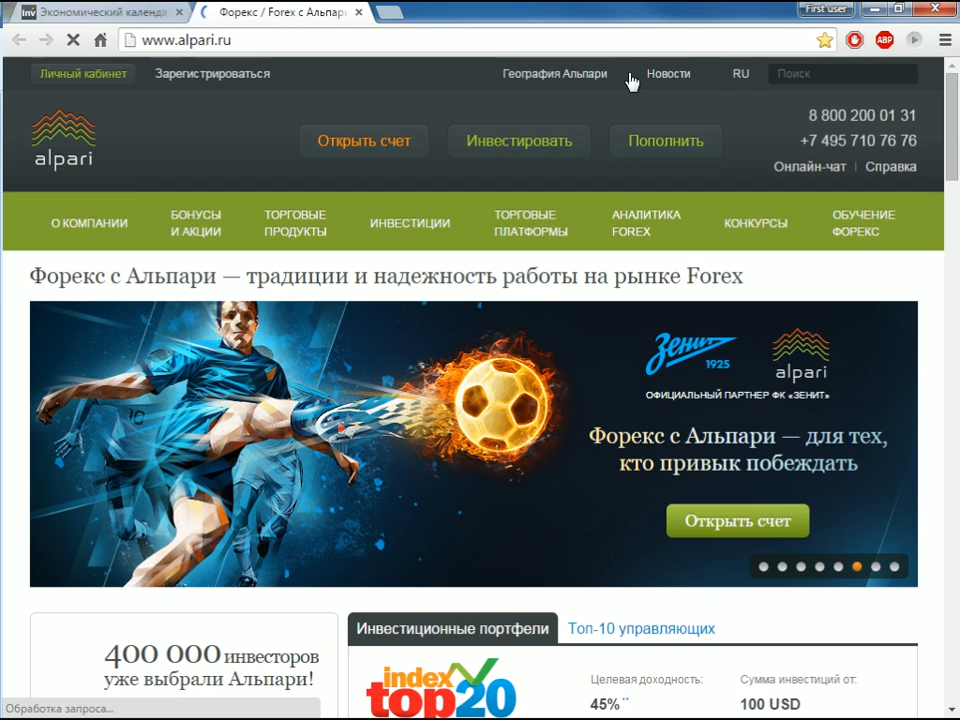 Inv Экономический календа
Форекс / Forex с Альпари
First user
www.alpari.ru
ABP
Личный кабинет
Зарегистрироваться
География Альпари
Новости
RU
Поиск
alpari
Открыть счет
Инвестировать
Пополнить
8 800 200 01 31
+7 495 710 76 76
Онлайн-чат | Справка
О КОМПАНИИ
БОНУСЫ
И АКЦИИ
ТОРГОВЫЕ
ПРОДУКТЫ
ИНВЕСТИЦИИ
ТОРГОВЫЕ
ПЛАТФОРМЫ
АНАЛИТИКА
FOREX
КОНКУРСЫ
ОБУЧЕНИЕ
ФОРЕКС
Форекс с Альпари — традиции и надежность работы на рынке Forex
10
Зенит
1925
alpari
ОФИЦИАЛЬНЫЙ ПАРТНЕР ФК «ЗЕНИТ»
Форекс с Альпари — для тех,
кто привык побеждать
Открыть счет
400 000 инвесторов
уже выбрали Альпари!
Инвестиционные портфели
Топ-10 управляющих
index
top20
Целевая доходность:
45% **
Сумма инвестиций от:
100 USD
Обработка запроса...